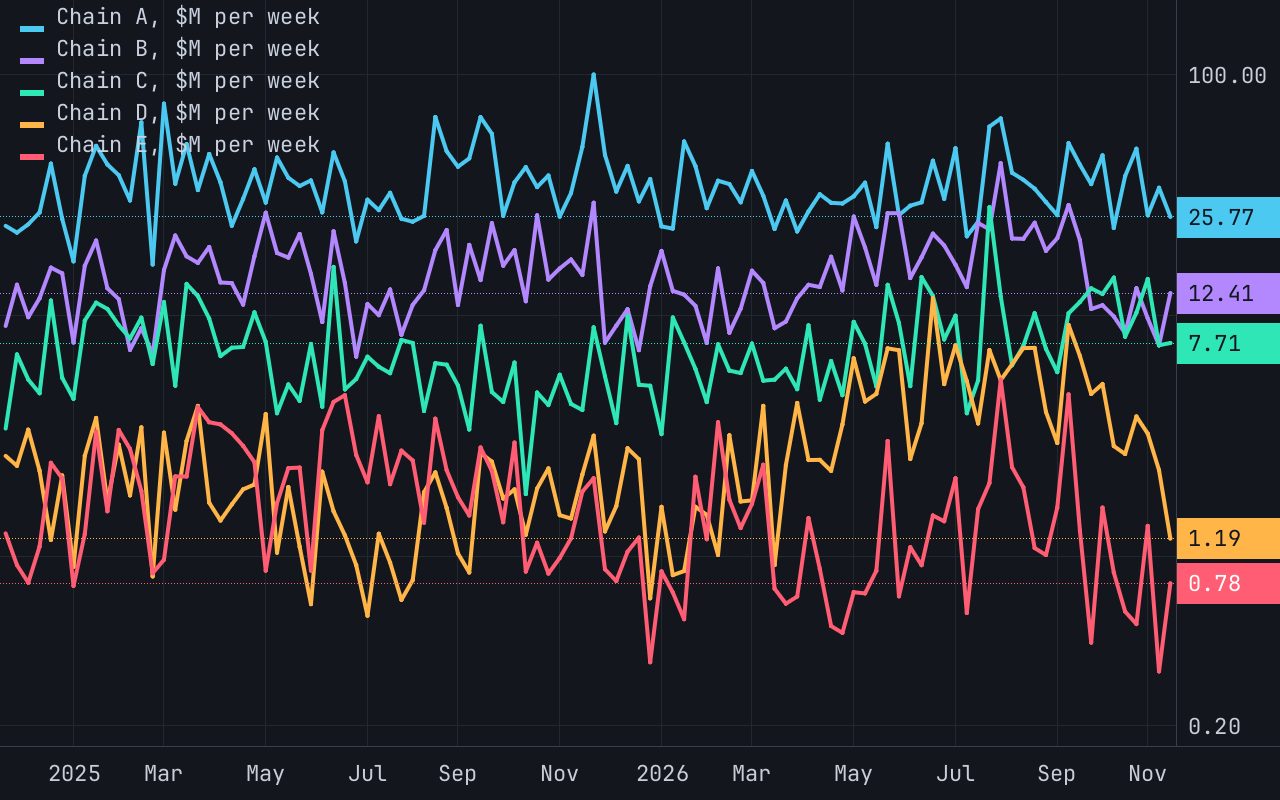 Chain A, $M per week
Chain B, $M per week
Chain C, $M per week
Chain D, $M per week
Chain E, $M per week
100.00
25.77
12.41
7.71
1.19
0.78
0.20
2025 Mar May Jul Sep Nov 2026 Mar May Jul Sep Nov